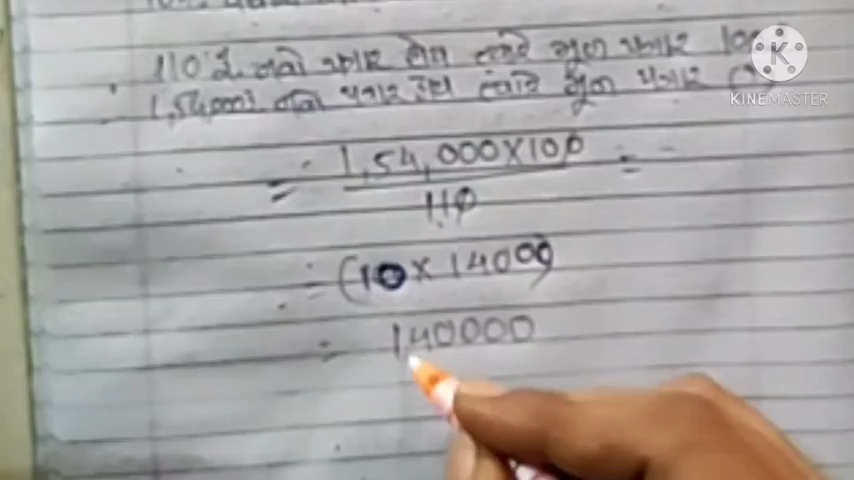 110 રૂ. નવો પગાર હોય ત્યારે મૂળ પગાર 100
1,54,000 નવો પગાર હોય ત્યારે મૂળ પગાર (?)
= 1,54,000 × 100
110
= (10 × 14000)
= 140000
KINEMASTER